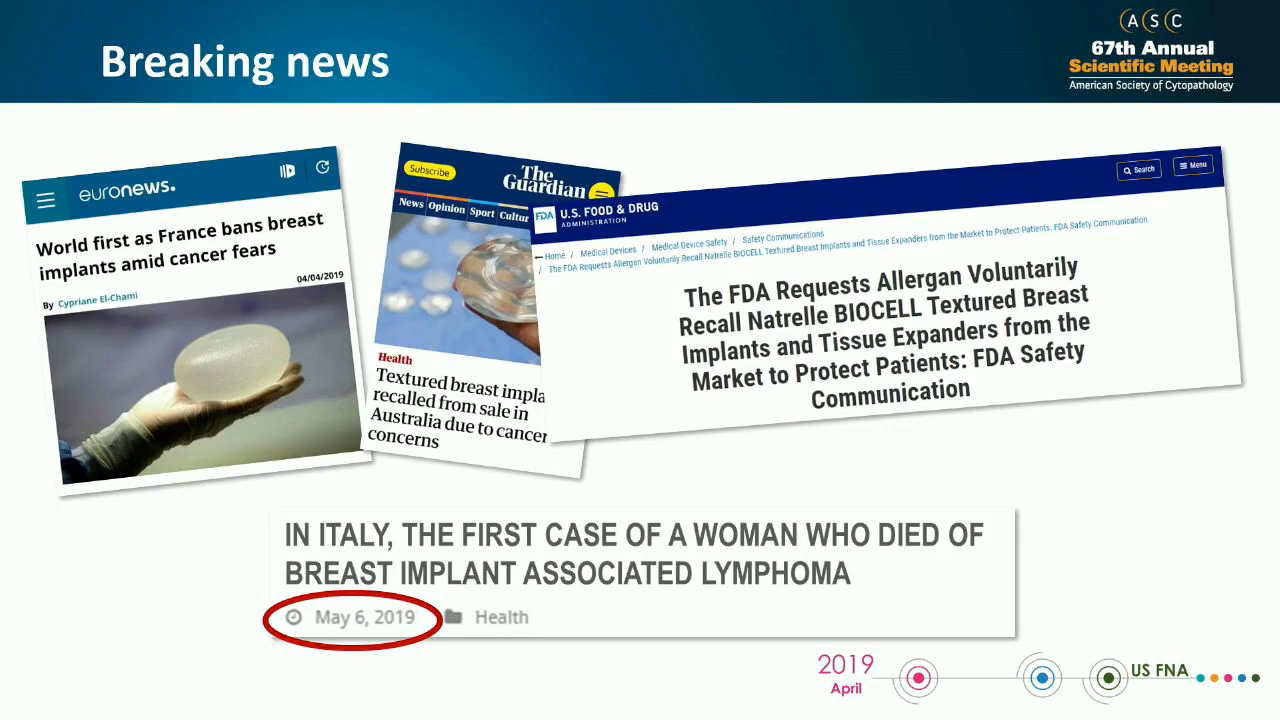 Breaking news
ASC
67th Annual
Scientific Meeting
American Society of Cytopathology
euronews.
World first as France bans breast
implants amid cancer fears
04/04/2019
By Cypriane El-Chami
Subscribe
The
Guardian
News Opinion Sport Cultur
Health
Textured breast impla
recalled from sale in
Australia due to cancer
concerns
Search
Menu
FDA
U.S. FOOD & DRUG
ADMINISTRATION
Home / Medical Devices / Medical Device Safety / Safety Communications
/ The FDA Requests Allergan Voluntarily Recall Natrelle BIOCELL Textured Breast Implants and Tissue Expanders from the Market to Protect Patients: FDA Safety Communication
The FDA Requests Allergan Voluntarily
Recall Natrelle BIOCELL Textured Breast
Implants and Tissue Expanders from the
Market to Protect Patients: FDA Safety
Communication
IN ITALY, THE FIRST CASE OF A WOMAN WHO DIED OF
BREAST IMPLANT ASSOCIATED LYMPHOMA
May 6, 2019 Health
2019
April
US FNA